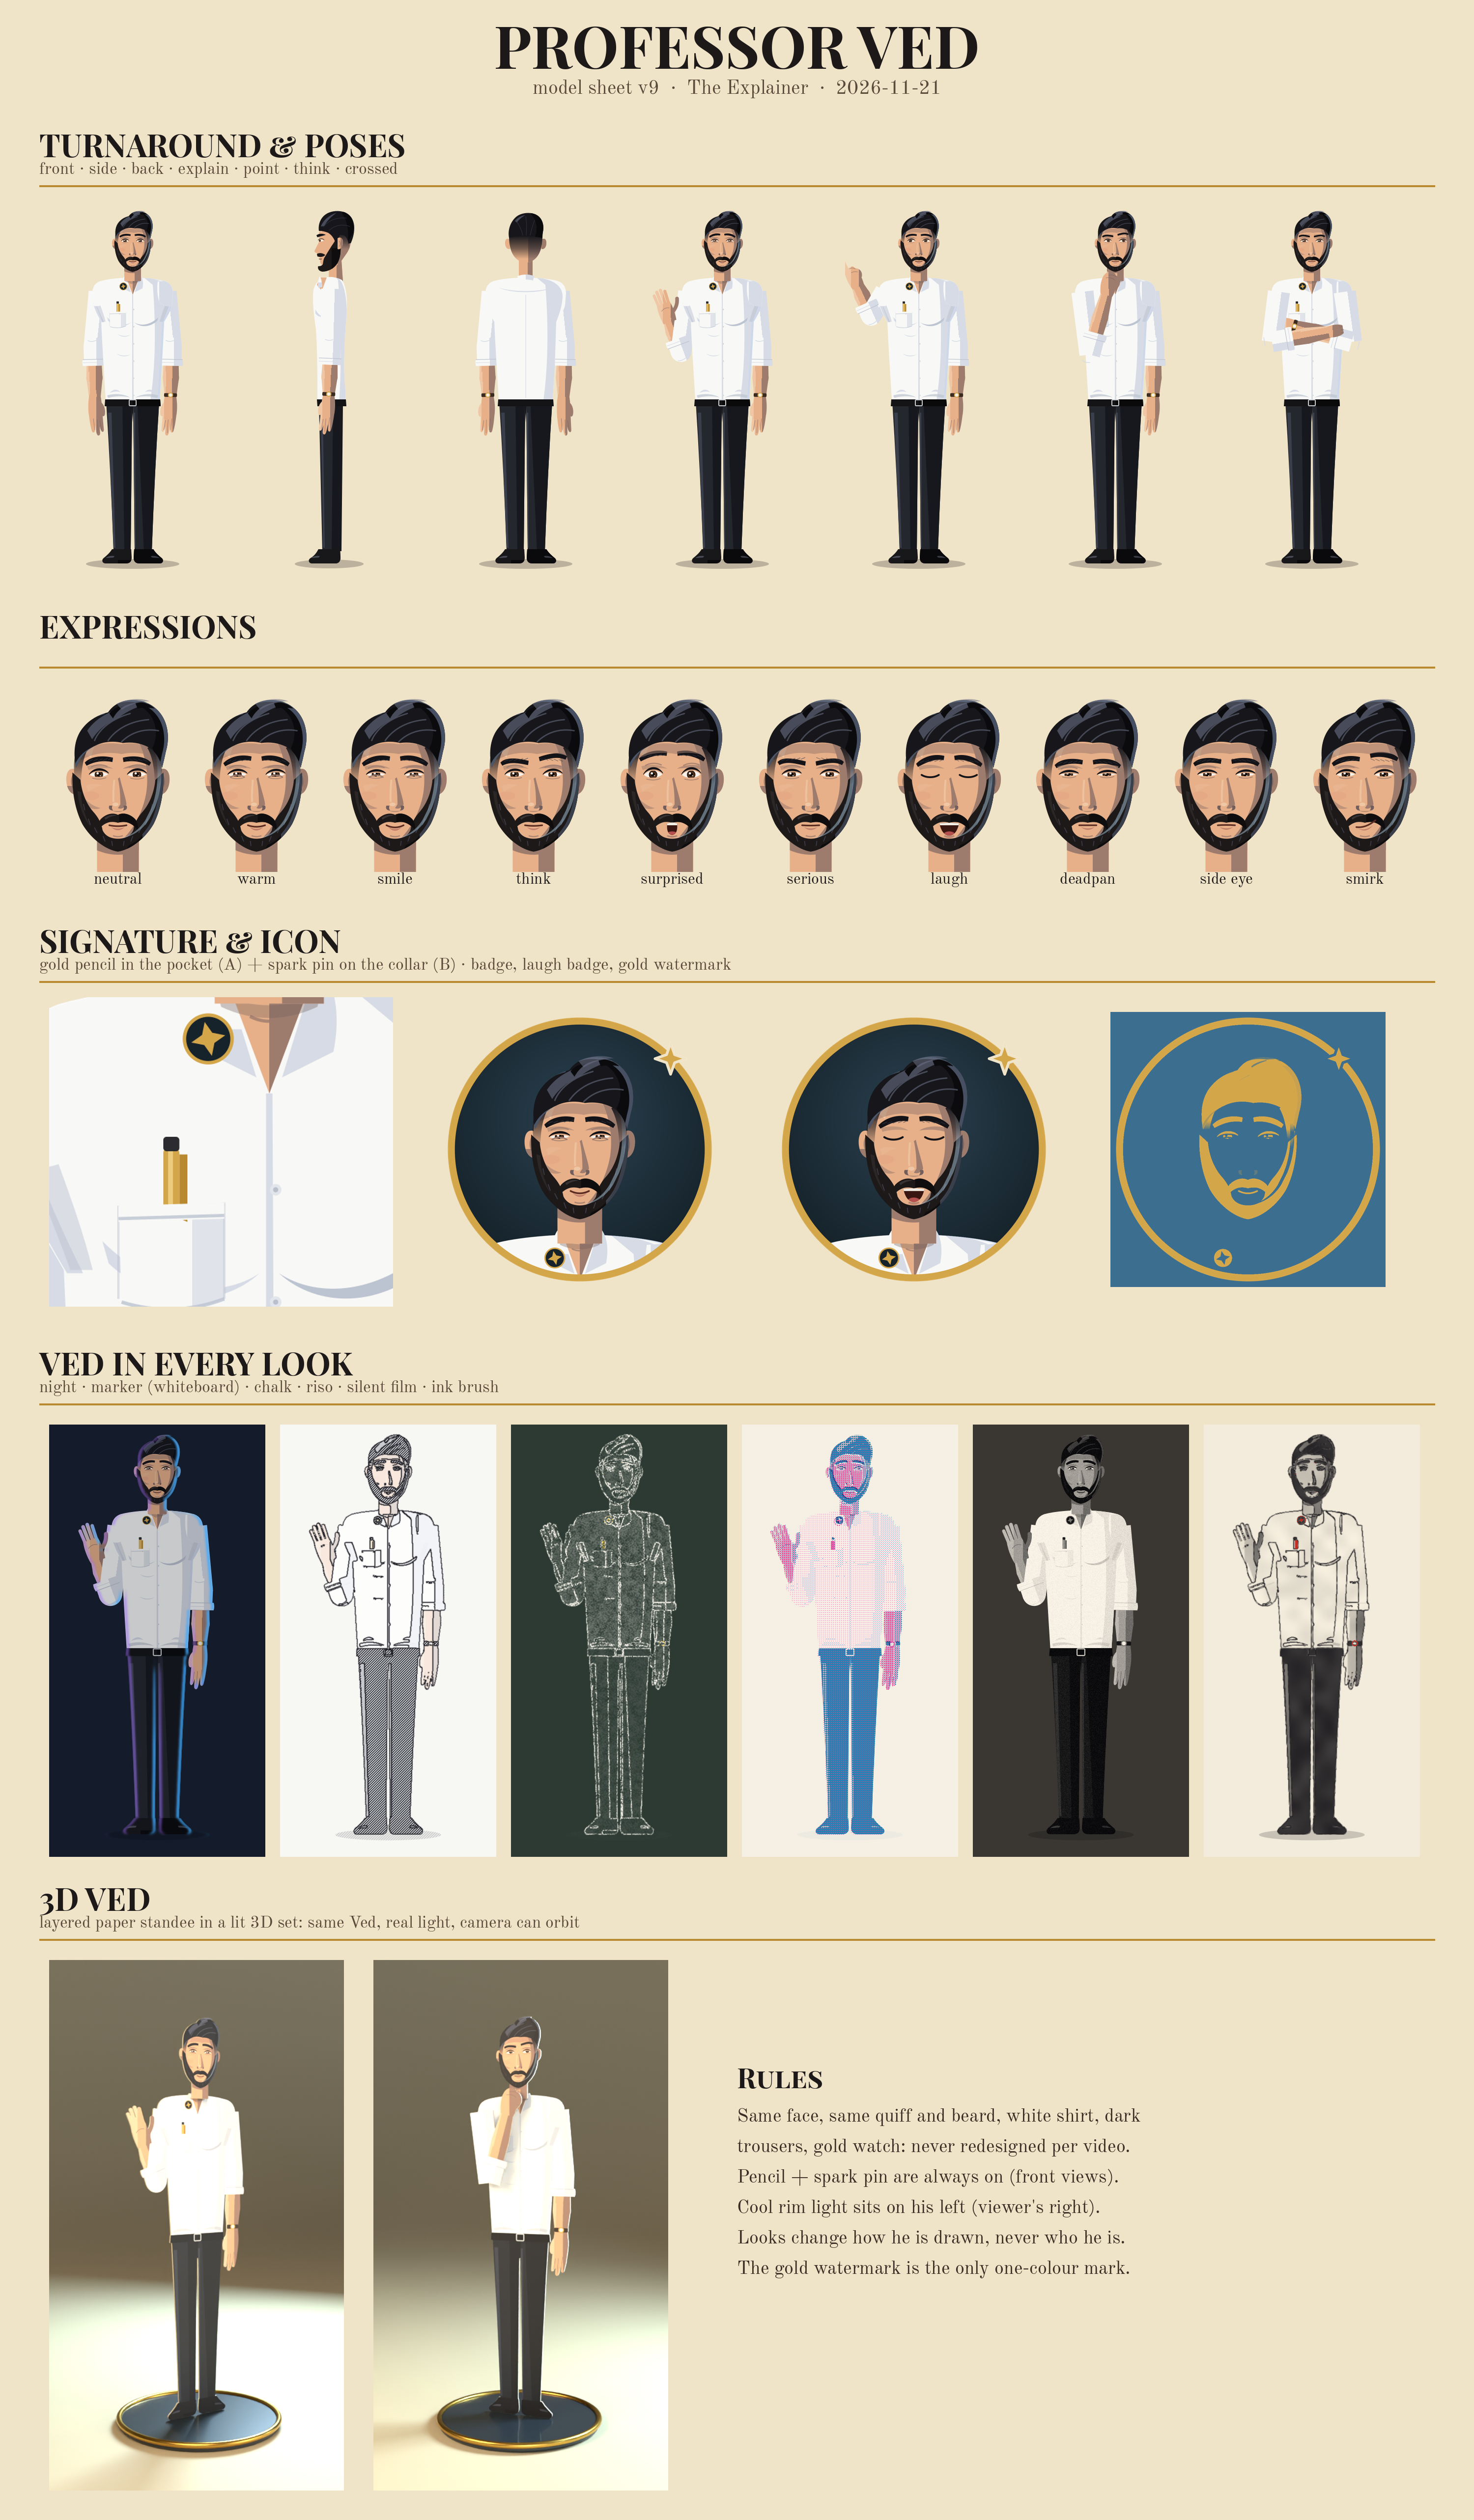 PROFESSOR VED
model sheet v9 · The Explainer · 2026-11-21
TURNAROUND & POSES
front · side · back · explain · point · think · crossed
EXPRESSIONS
neutral
warm
smile
think
surprised
serious
laugh
deadpan
side eye
smirk
SIGNATURE & ICON
gold pencil in the pocket (A) + spark pin on the collar (B) · badge, laugh badge, gold watermark
VED IN EVERY LOOK
night · marker (whiteboard) · chalk · riso · silent film · ink brush
3D VED
layered paper standee in a lit 3D set: same Ved, real light, camera can orbit
RULES
Same face, same quiff and beard, white shirt, dark
trousers, gold watch: never redesigned per video.
Pencil + spark pin are always on (front views).
Cool rim light sits on his left (viewer's right).
Looks change how he is drawn, never who he is.
The gold watermark is the only one-colour mark.